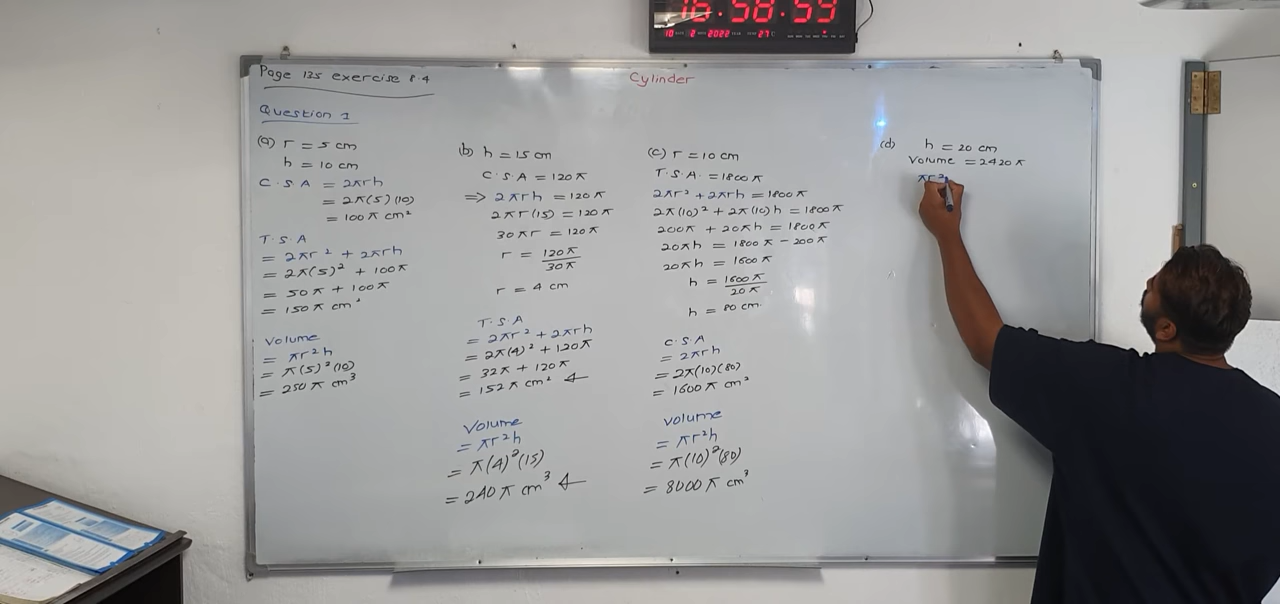 16:58:59
10 2 2022 27°C
Page 125 exercise 8.4
Cylinder
Question 1
(a) r = 5 cm
h = 10 cm
C.S.A = 2πrh
= 2π(5)(10)
= 100π cm²
T.S.A
= 2πr² + 2πrh
= 2π(5)² + 100π
= 50π + 100π
= 150π cm²
Volume
= πr²h
= π(5)²(10)
= 250π cm³
(b) h = 15 cm
C.S.A = 120π
⇒ 2πrh = 120π
2πr(15) = 120π
30πr = 120π
r = 120π / 30π
r = 4 cm
T.S.A
= 2πr² + 2πrh
= 2π(4)² + 120π
= 32π + 120π
= 152π cm²
Volume
= πr²h
= π(4)²(15)
= 240π cm³
(c) r = 10 cm
T.S.A. = 1800π
2πr² + 2πrh = 1800π
2π(10)² + 2π(10)h = 1800π
200π + 20πh = 1800π
20πh = 1800π - 200π
20πh = 1600π
h = 1600π / 20π
h = 80 cm.
C.S.A
= 2πrh
= 2π(10)(80)
= 1600π cm²
Volume
= πr²h
= π(10)²(80)
= 8000π cm³
(d) h = 20 cm
Volume = 2420π
πr²